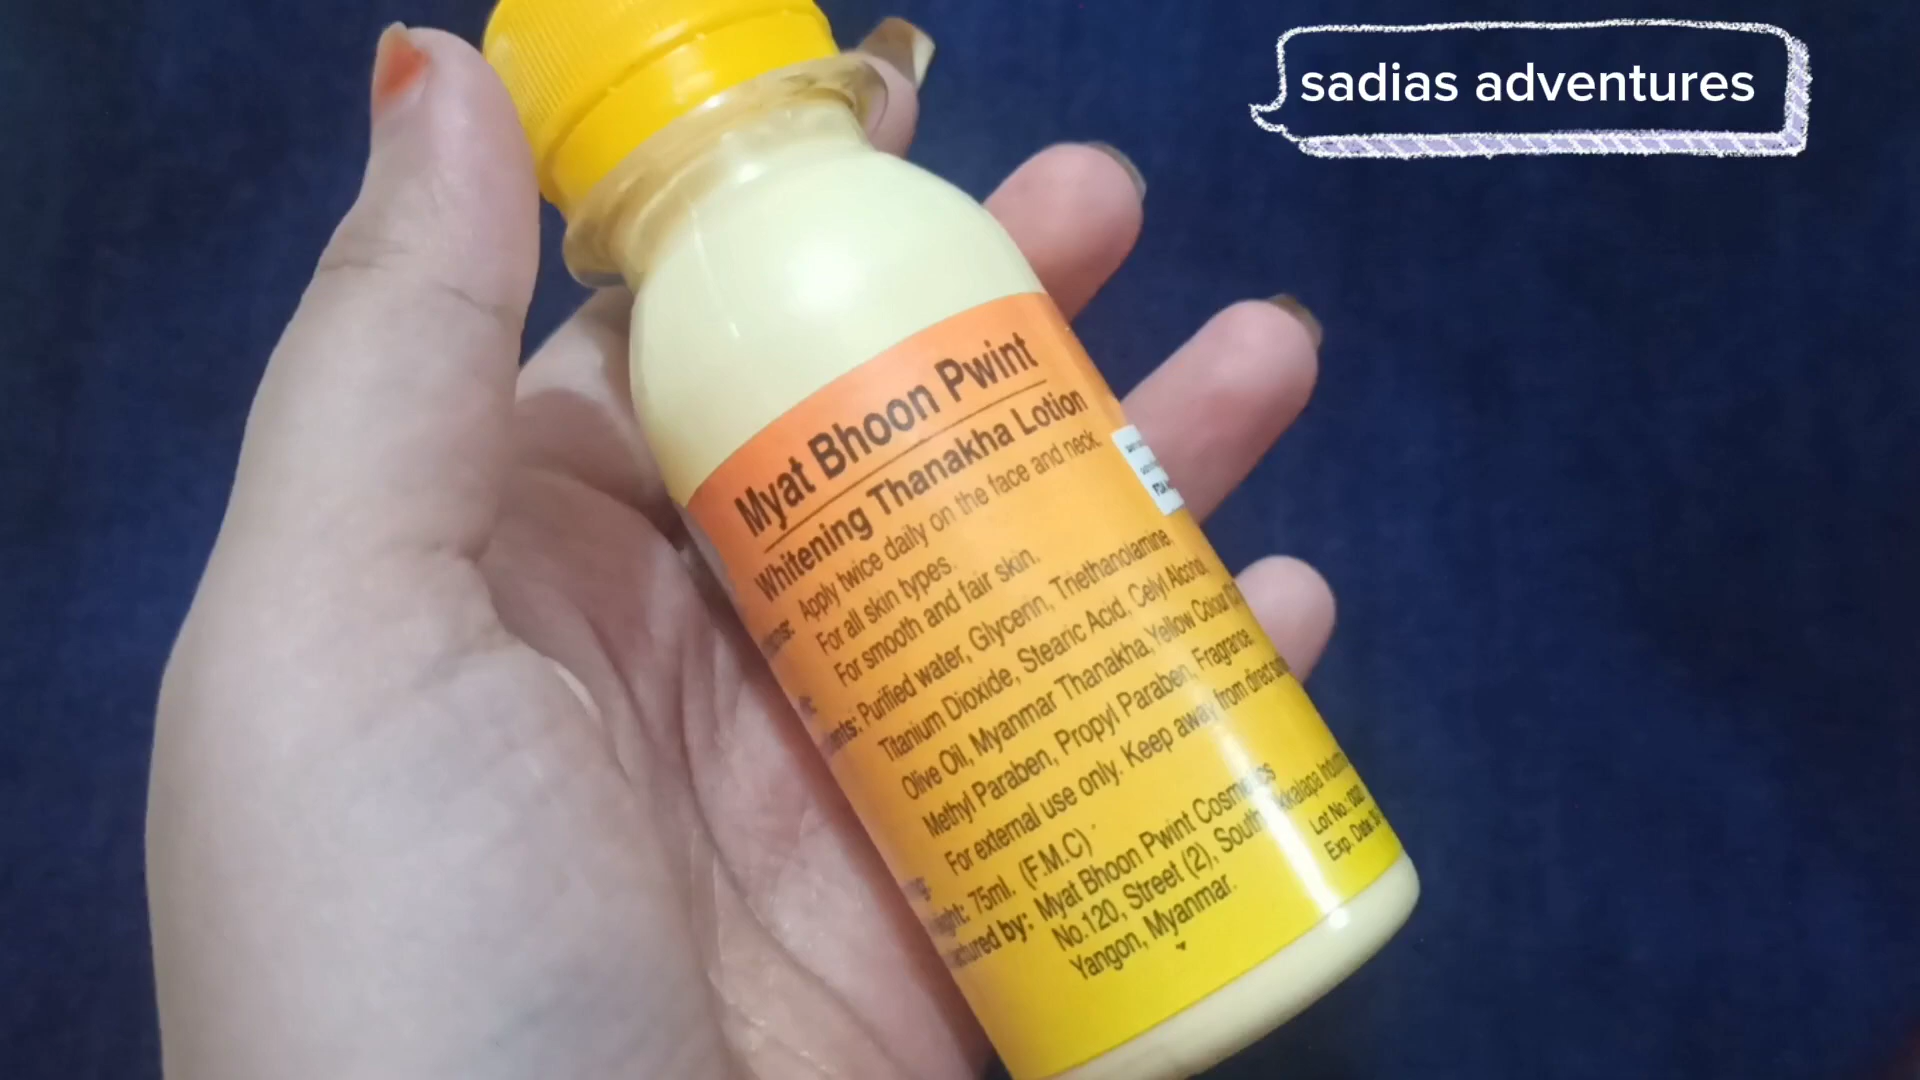 sadias adventures
Myat Bhoon Pwint
Whitening Thanakha Lotion
Apply twice daily on the face and neck.
For all skin types.
For smooth and fair skin.
Purified water, Glycerin, Triethanolamine,
Titanium Dioxide, Stearic Acid, Cetyl Alcohol,
Olive Oil, Myanmar Thanakha, Yellow Colour
Methyl Paraben, Propyl Paraben, Fragrance.
For external use only. Keep away from direct
75ml. (F.M.C)
by: Myat Bhoon Pwint Cosmetics
No.120, Street (2), South
Yangon, Myanmar.
Lot No.:
Exp. Date